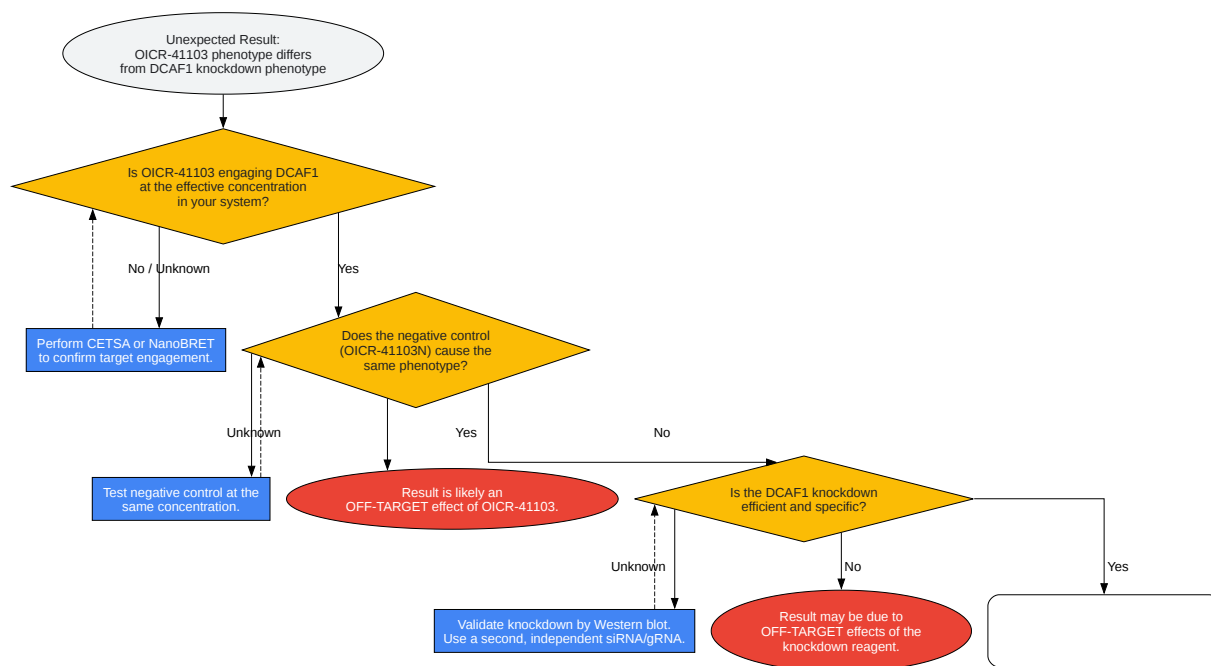 Unexpected Result:
OICR-41103 phenotype differs
from DCAF1 knockdown phenotype
Is OICR-41103 engaging DCAF1
at the effective concentration
in your system?
No / Unknown
Yes
Perform CETSA or NanoBRET
to confirm target engagement.
Does the negative control
(OICR-41103N) cause the
same phenotype?
Unknown
Yes
No
Test negative control at the
same concentration.
Result is likely an
OFF-TARGET effect of OICR-41103.
Is the DCAF1 knockdown
efficient and specific?
Unknown
No
Yes
Validate knockdown by Western blot.
Use a second, independent siRNA/gRNA.
Result may be due to
OFF-TARGET effects of the
knockdown reagent.